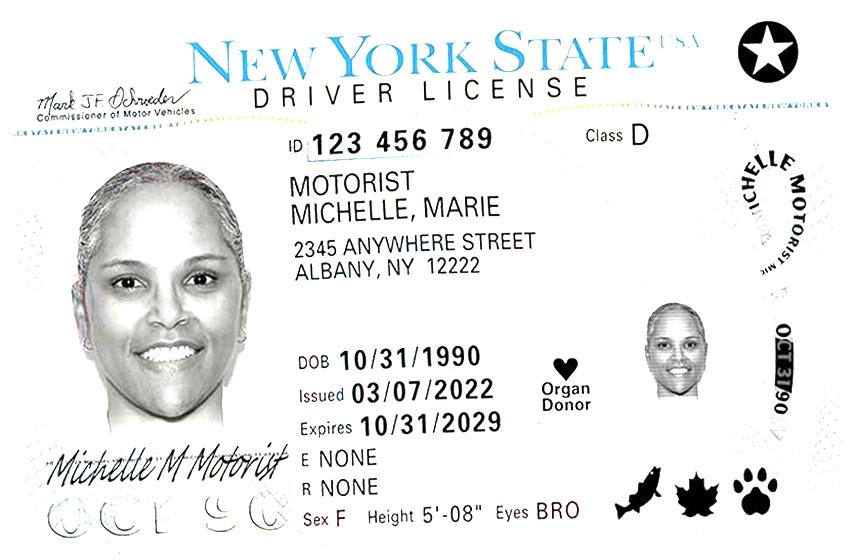 NEW YORK STATE USA
DRIVER LICENSE
Mark J.F. Schroeder
Commissioner of Motor Vehicles
ID 123 456 789
Class D
MOTORIST
MICHELLE, MARIE
2345 ANYWHERE STREET
ALBANY, NY 12222
DOB 10/31/1990
Issued 03/07/2022
Expires 10/31/2029
E NONE
R NONE
Sex F Height 5'-08" Eyes BRO
Organ
Donor
Michelle M Motorist
OCT 90
MICHELLE MOTORIST MIC
OCT 31/90